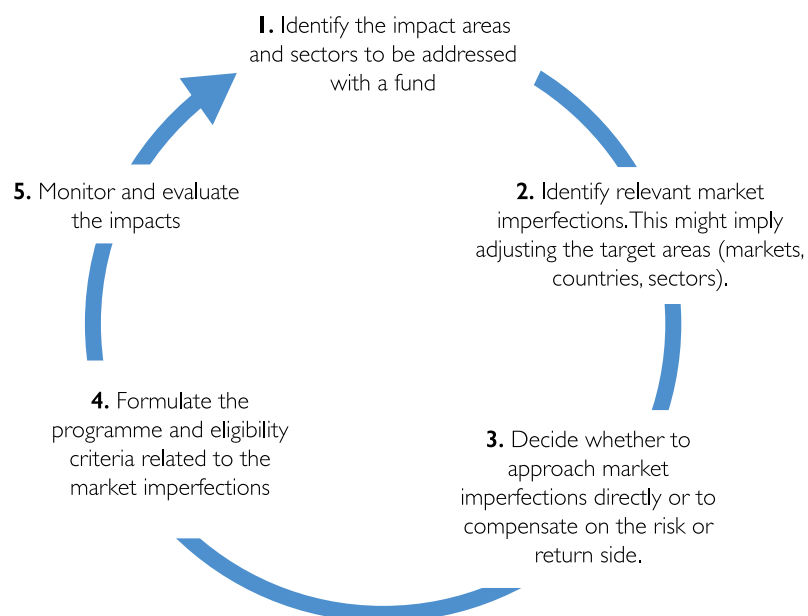 1. Identify the impact areas
and sectors to be addressed
with a fund
2. Identify relevant market
imperfections. This might imply
adjusting the target areas (markets,
countries, sectors).
3. Decide whether to
approach market
imperfections directly or to
compensate on the risk or
return side.
4. Formulate the
programme and eligibility
criteria related to the
market imperfections
5. Monitor and evaluate
the impacts